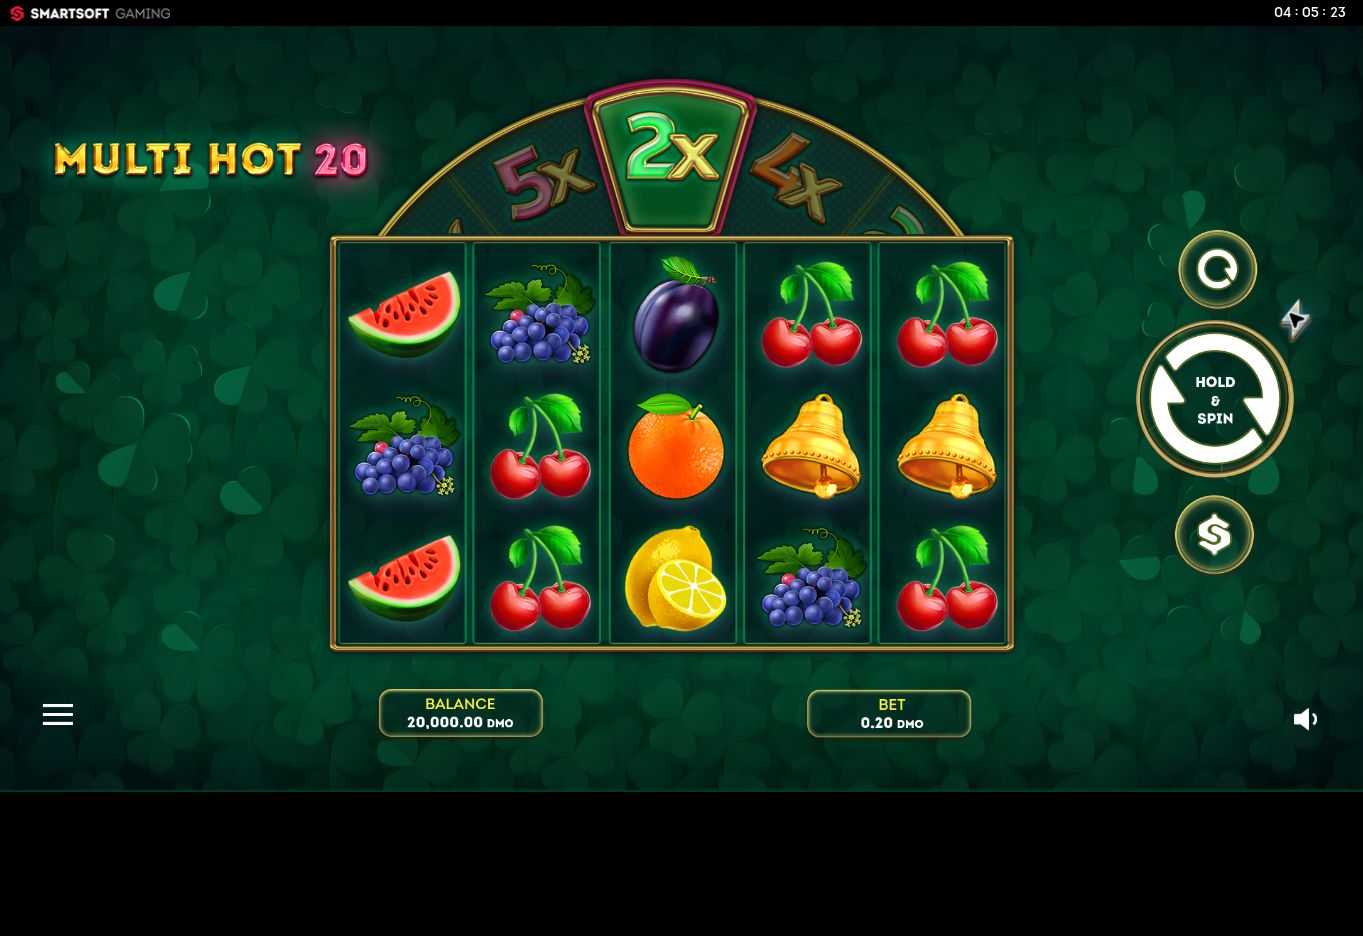 SMARTSOFT GAMING
04 : 05 : 23
MULTI HOT 20
5x
2x
4x
HOLD
&
SPIN
$
BALANCE
20,000.00 DMO
BET
0.20 DMO